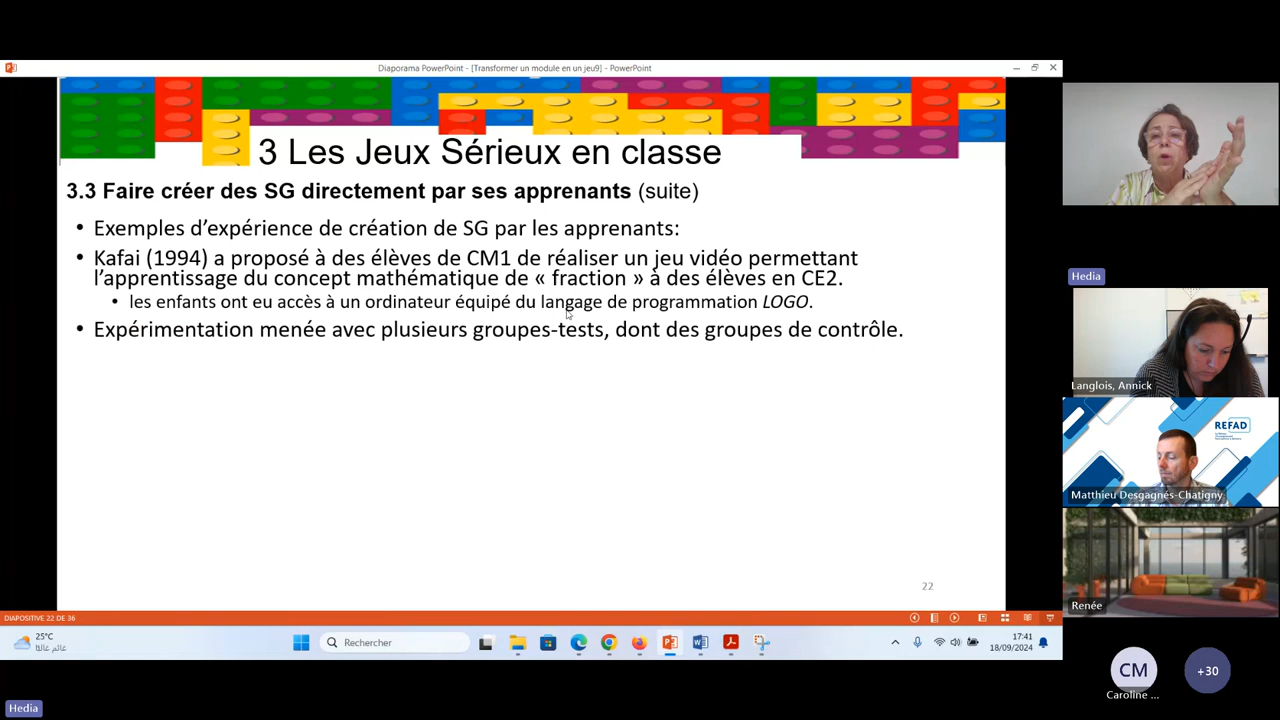 Diaporama PowerPoint - [Transformer un module en un jeu9] - PowerPoint
3 Les Jeux Sérieux en classe
3.3 Faire créer des SG directement par ses apprenants (suite)
• Exemples d’expérience de création de SG par les apprenants:
• Kafai (1994) a proposé à des élèves de CM1 de réaliser un jeu vidéo permettant
l’apprentissage du concept mathématique de « fraction » à des élèves en CE2.
• les enfants ont eu accès à un ordinateur équipé du langage de programmation LOGO.
• Expérimentation menée avec plusieurs groupes-tests, dont des groupes de contrôle.
22
DIAPOSITIVE 22 DE 36
25°C
غائم غالبًا
Rechercher
17:41
18/09/2024
Hedia
Langlois, Annick
REFAD
Matthieu Desgagnés-Chatigny
Renée
CM
Caroline ...
+30
Hedia